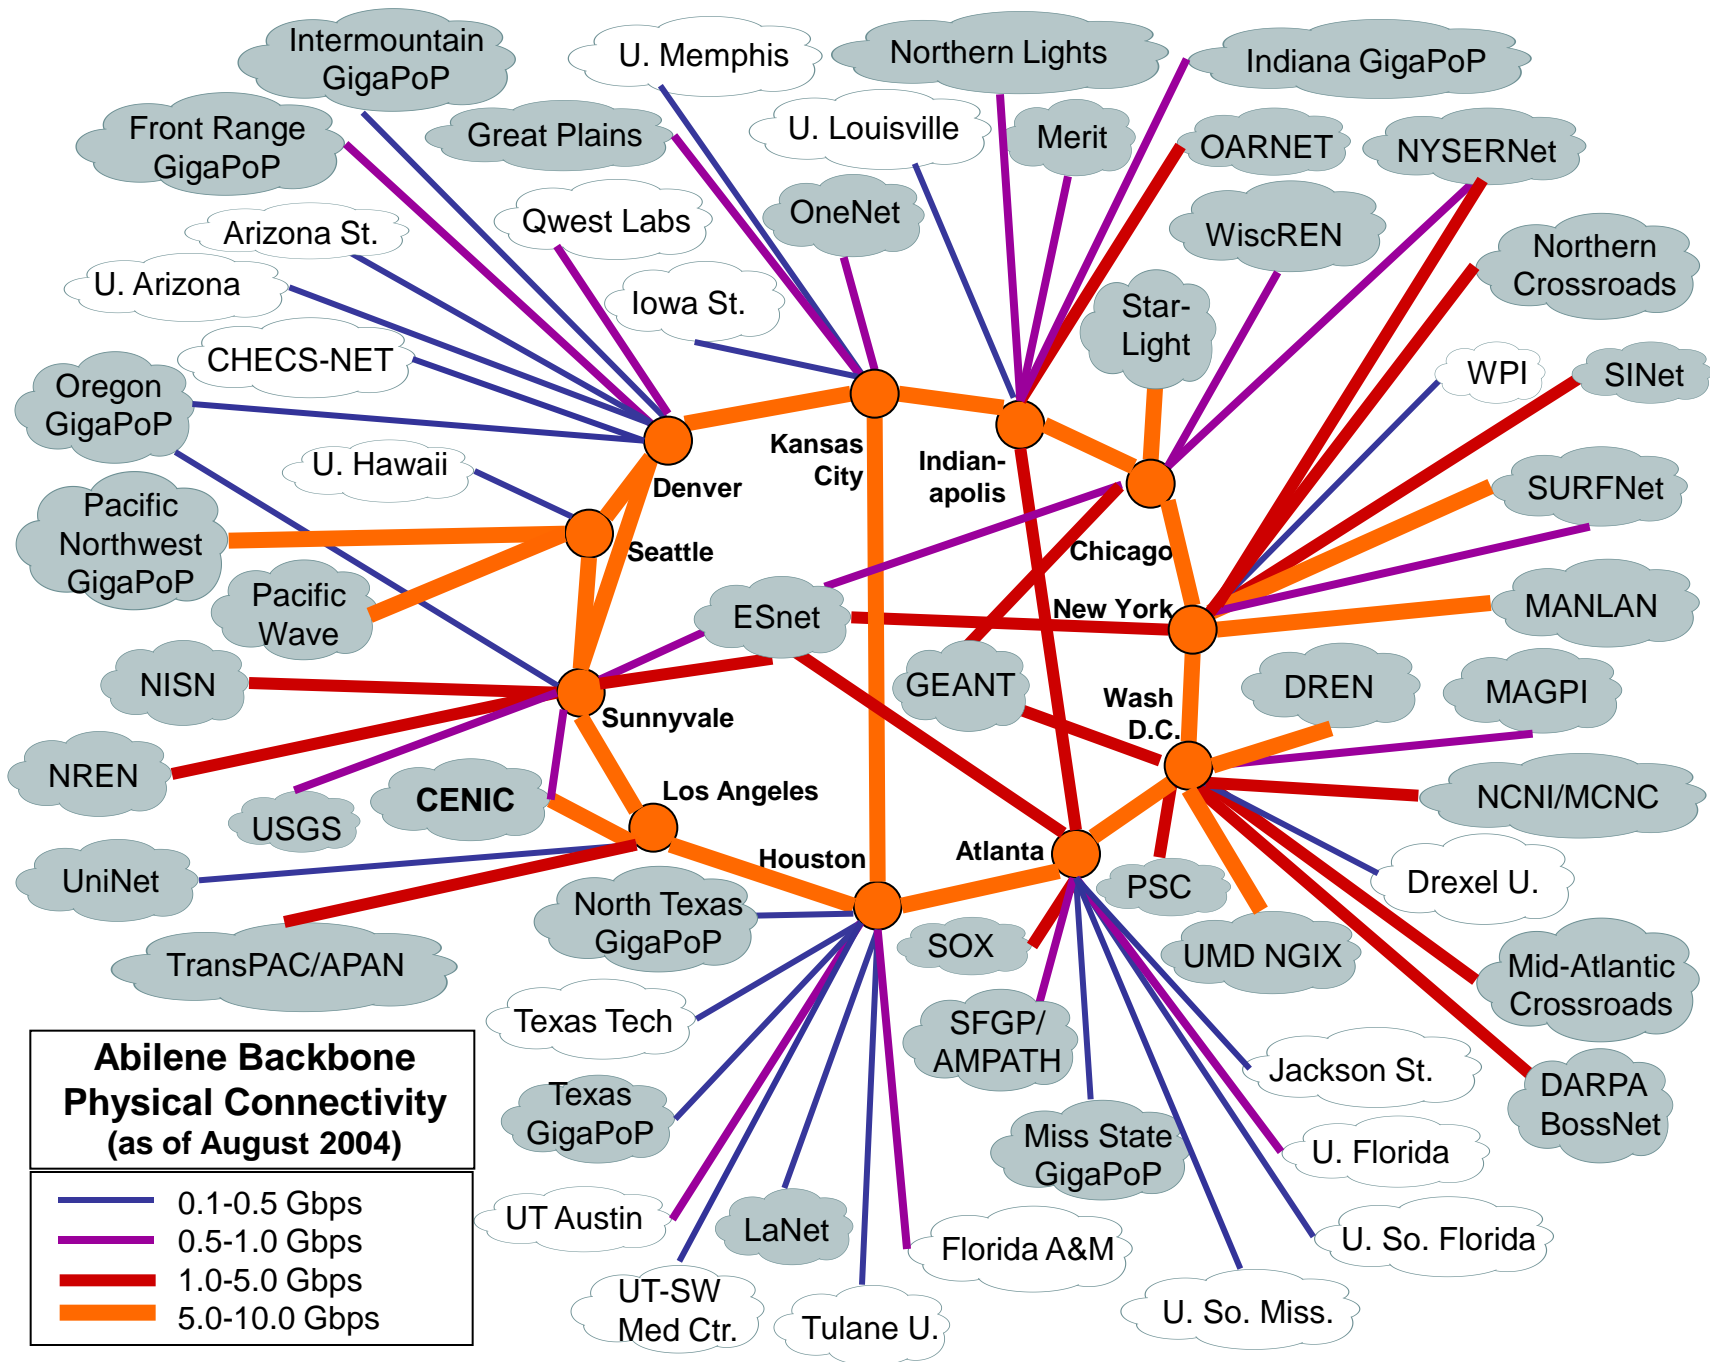 Intermountain
GigaPoP
U. Memphis
Northern Lights
Indiana GigaPoP
Front Range
GigaPoP
Great Plains
U. Louisville
Merit
OARNET
NYSERNet
Arizona St.
Qwest Labs
OneNet
WiscREN
Northern
Crossroads
U. Arizona
Iowa St.
Star-
Light
CHECS-NET
Oregon
GigaPoP
WPI
SINet
U. Hawaii
Kansas
City
Indian-
apolis
Denver
SURFNet
Pacific
Northwest
GigaPoP
Seattle
Chicago
Pacific
Wave
ESnet
New York
MANLAN
NISN
GEANT
Wash
D.C.
DREN
MAGPI
Sunnyvale
NREN
CENIC
Los Angeles
NCNI/MCNC
USGS
UniNet
Houston
Atlanta
PSC
Drexel U.
North Texas
GigaPoP
SOX
UMD NGIX
Mid-Atlantic
Crossroads
TransPAC/APAN
Texas Tech
SFGP/
AMPATH
Jackson St.
DARPA
BossNet
Texas
GigaPoP
Miss State
GigaPoP
U. Florida
UT Austin
LaNet
Florida A&M
U. So. Florida
UT-SW
Med Ctr.
Tulane U.
U. So. Miss.
Abilene Backbone
Physical Connectivity
(as of August 2004)
0.1-0.5 Gbps
0.5-1.0 Gbps
1.0-5.0 Gbps
5.0-10.0 Gbps